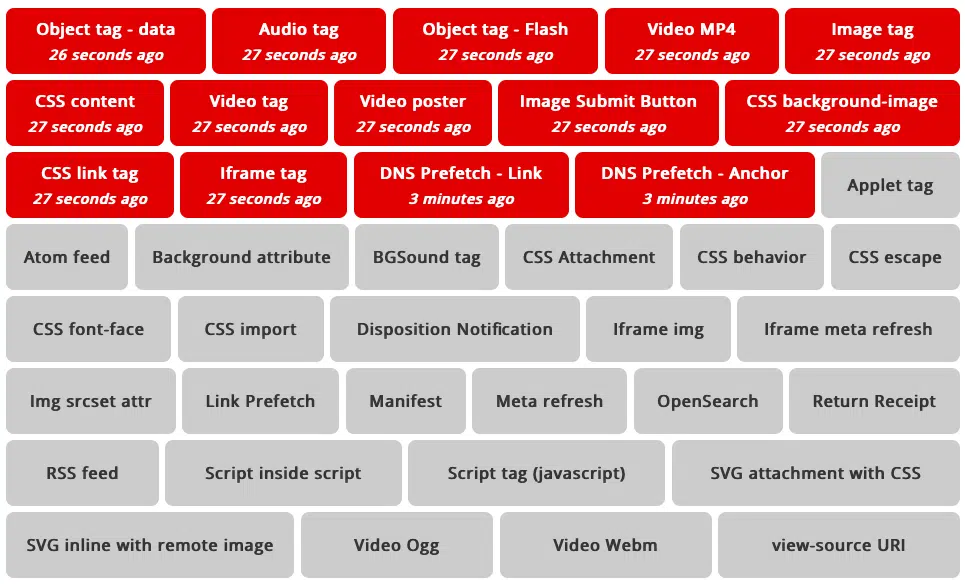 Object tag - data Audio tag Object tag - Flash Video MP4 Image tag
26 seconds ago 27 seconds ago 27 seconds ago 27 seconds ago 27 seconds ago
CSS content Video tag Video poster Image Submit Button CSS background-image
27 seconds ago 27 seconds ago 27 seconds ago 27 seconds ago 27 seconds ago
CSS link tag Iframe tag DNS Prefetch - Link DNS Prefetch - Anchor Applet tag
27 seconds ago 27 seconds ago 3 minutes ago 3 minutes ago
Atom feed Background attribute BGSound tag CSS Attachment CSS behavior CSS escape
CSS font-face CSS import Disposition Notification Iframe img Iframe meta refresh
Img srcset attr Link Prefetch Manifest Meta refresh OpenSearch Return Receipt
RSS feed Script inside script Script tag (javascript) SVG attachment with CSS
SVG inline with remote image Video Ogg Video Webm view-source URI